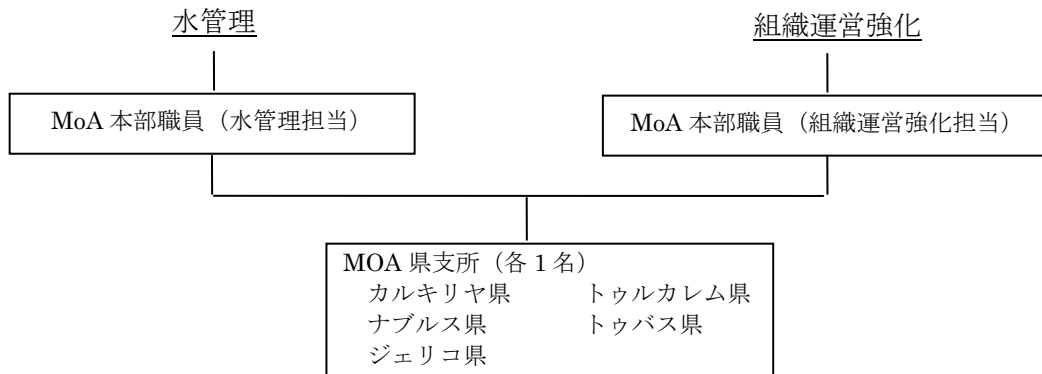 水管理
組織運営強化
MoA 本部職員（水管理担当）
MoA 本部職員（組織運営強化担当）
MOA 県支所（各１名）
カルキリヤ県 トゥルカレム県
ナブルス県 トゥバス県
ジェリコ県